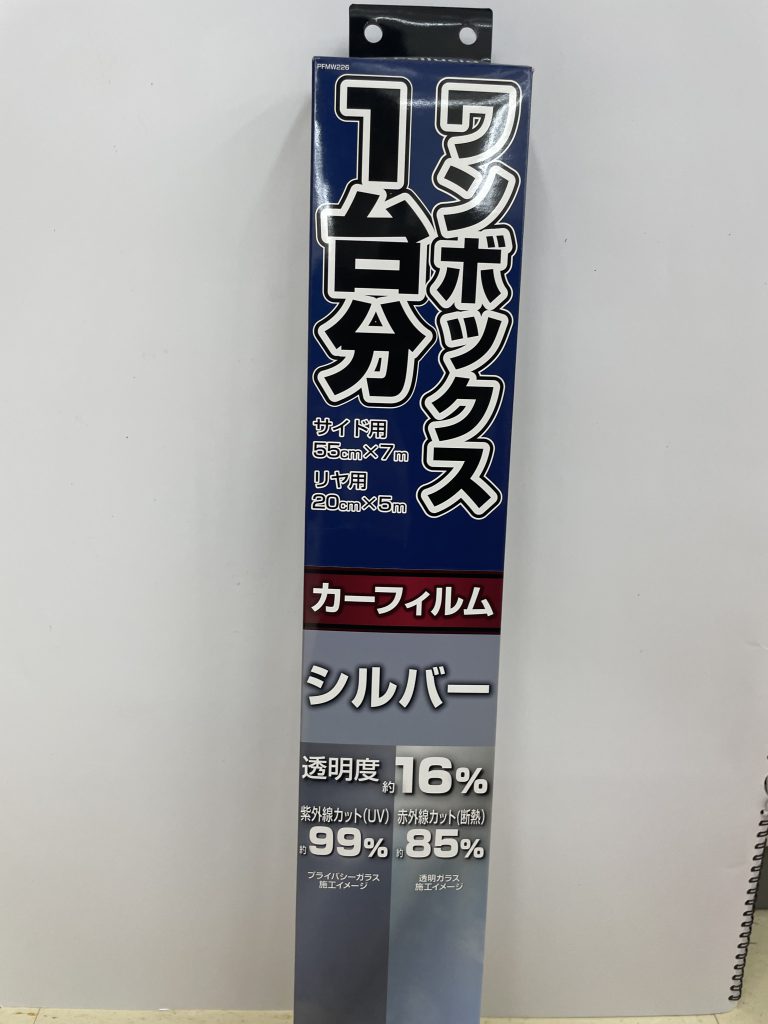 PFMW226
ワンボックス
1台分
サイド用
55cm×7m
リヤ用
20cm×5m
カーフィルム
シルバー
透明度 約16%
紫外線カット(UV)
約99%
赤外線カット(断熱)
約85%
プライバシーガラス
施工イメージ
透明ガラス
施工イメージ